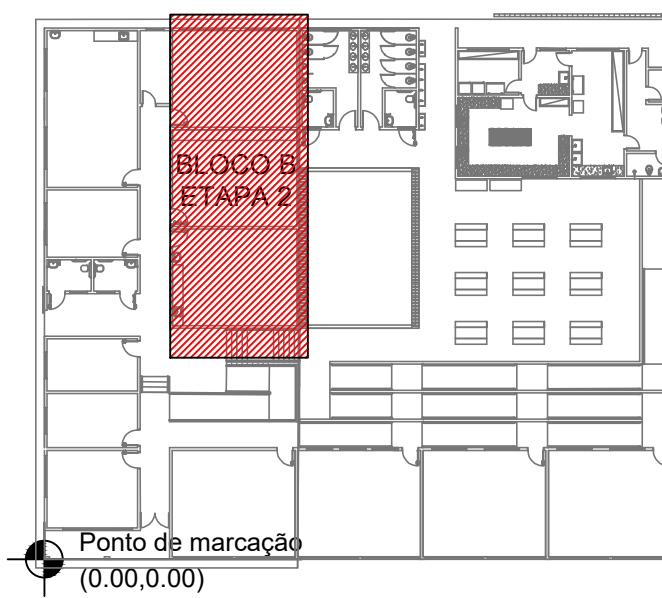 BLOCO B
ETAPA 2
Ponto de marcação
(0.00,0.00)